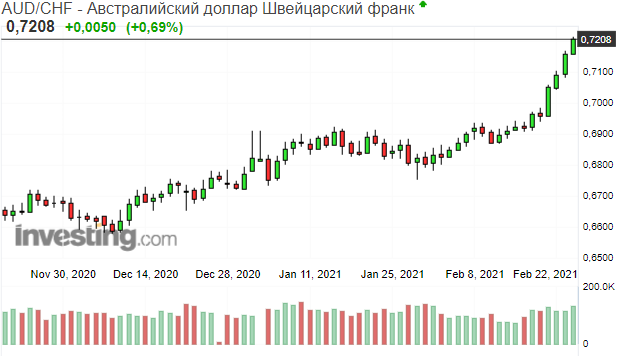 AUD/CHF - Австралийский доллар Швейцарский франк
0,7208 +0,0050 (+0,69%)
0,7208
0,7100
0,7000
0,6900
0,6800
0,6700
0,6600
0,6500
investing.com
Nov 30, 2020 Dec 14, 2020 Dec 28, 2020 Jan 11, 2021 Jan 25, 2021 Feb 8, 2021 Feb 22, 2021
200.0K
0